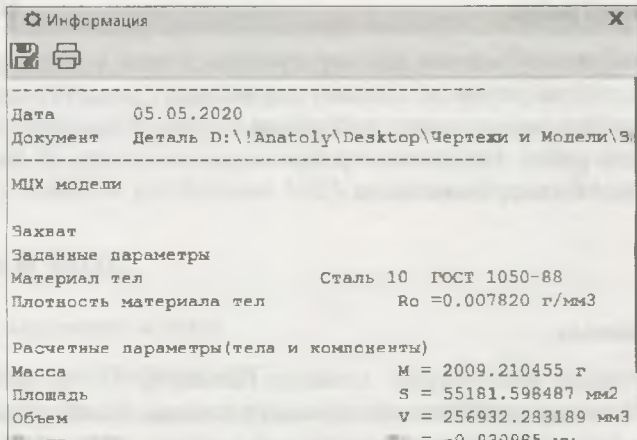 Информация
Дата 05.05.2020
Документ Деталь D:\!Anatoly\Desktop\Чертежи и Модели\
МЦХ модели
Захват
Заданные параметры
Материал тел Сталь 10 ГОСТ 1050-88
Плотность материала тел Ro =0.007820 г/мм3
Расчетные параметры(тела и компоненты)
Масса M = 2009.210455 г
Площадь S = 55181.598487 мм2
Объем V = 256932.283189 мм3